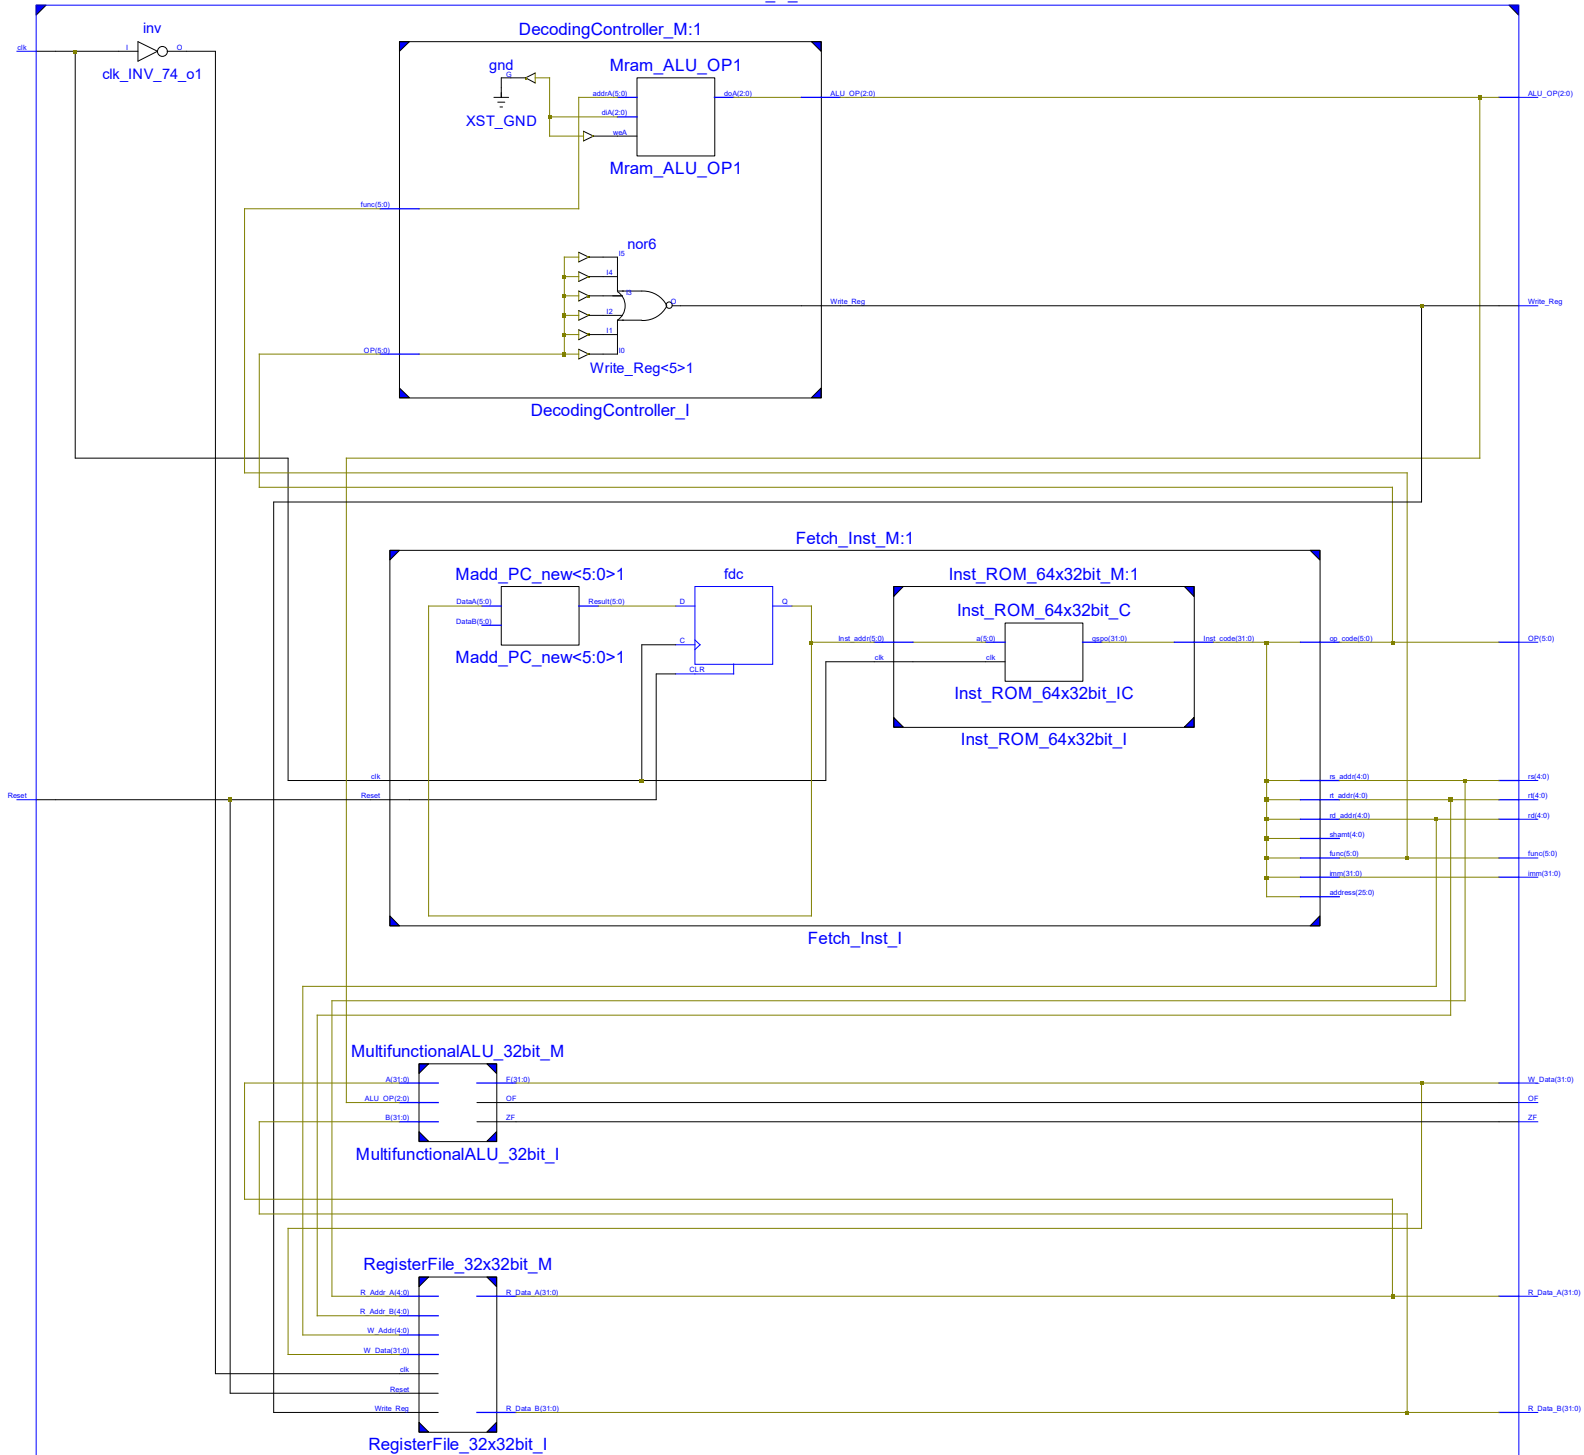 inv
clk
I
O
clk_INV_74_o1
DecodingController_M:1
gnd
G
XST_GND
Mram_ALU_OP1
addrA(5:0)
doA(2:0)
diA(2:0)
weA
Mram_ALU_OP1
ALU_OP(2:0)
ALU_OP(2:0)
func(5:0)
nor6
I5
I4
I3
I2
I1
I0
O
Write_Reg
Write_Reg
OP(5:0)
Write_Reg<5>1
DecodingController_I
Fetch_Inst_M:1
Madd_PC_new<5:0>1
DataA(5:0)
Result(5:0)
DataB(5:0)
Madd_PC_new<5:0>1
fdc
D
Q
C
CLR
Inst_ROM_64x32bit_M:1
Inst_ROM_64x32bit_C
Inst_addr(5:0)
a(5:0)
qspo(31:0)
Inst_code(31:0)
op_code(5:0)
OP(5:0)
clk
clk
Inst_ROM_64x32bit_IC
Inst_ROM_64x32bit_I
clk
Reset
Reset
rs_addr(4:0)
rs(4:0)
rt_addr(4:0)
rt(4:0)
rd_addr(4:0)
rd(4:0)
shamt(4:0)
func(5:0)
func(5:0)
imm(31:0)
imm(31:0)
address(25:0)
Fetch_Inst_I
MultifunctionalALU_32bit_M
A(31:0)
F(31:0)
W_Data(31:0)
ALU_OP(2:0)
OF
OF
B(31:0)
ZF
ZF
MultifunctionalALU_32bit_I
RegisterFile_32x32bit_M
R_Addr_A(4:0)
R_Data_A(31:0)
R_Data_A(31:0)
R_Addr_B(4:0)
W_Addr(4:0)
W_Data(31:0)
clk
Reset
Write_Reg
R_Data_B(31:0)
R_Data_B(31:0)
RegisterFile_32x32bit_I